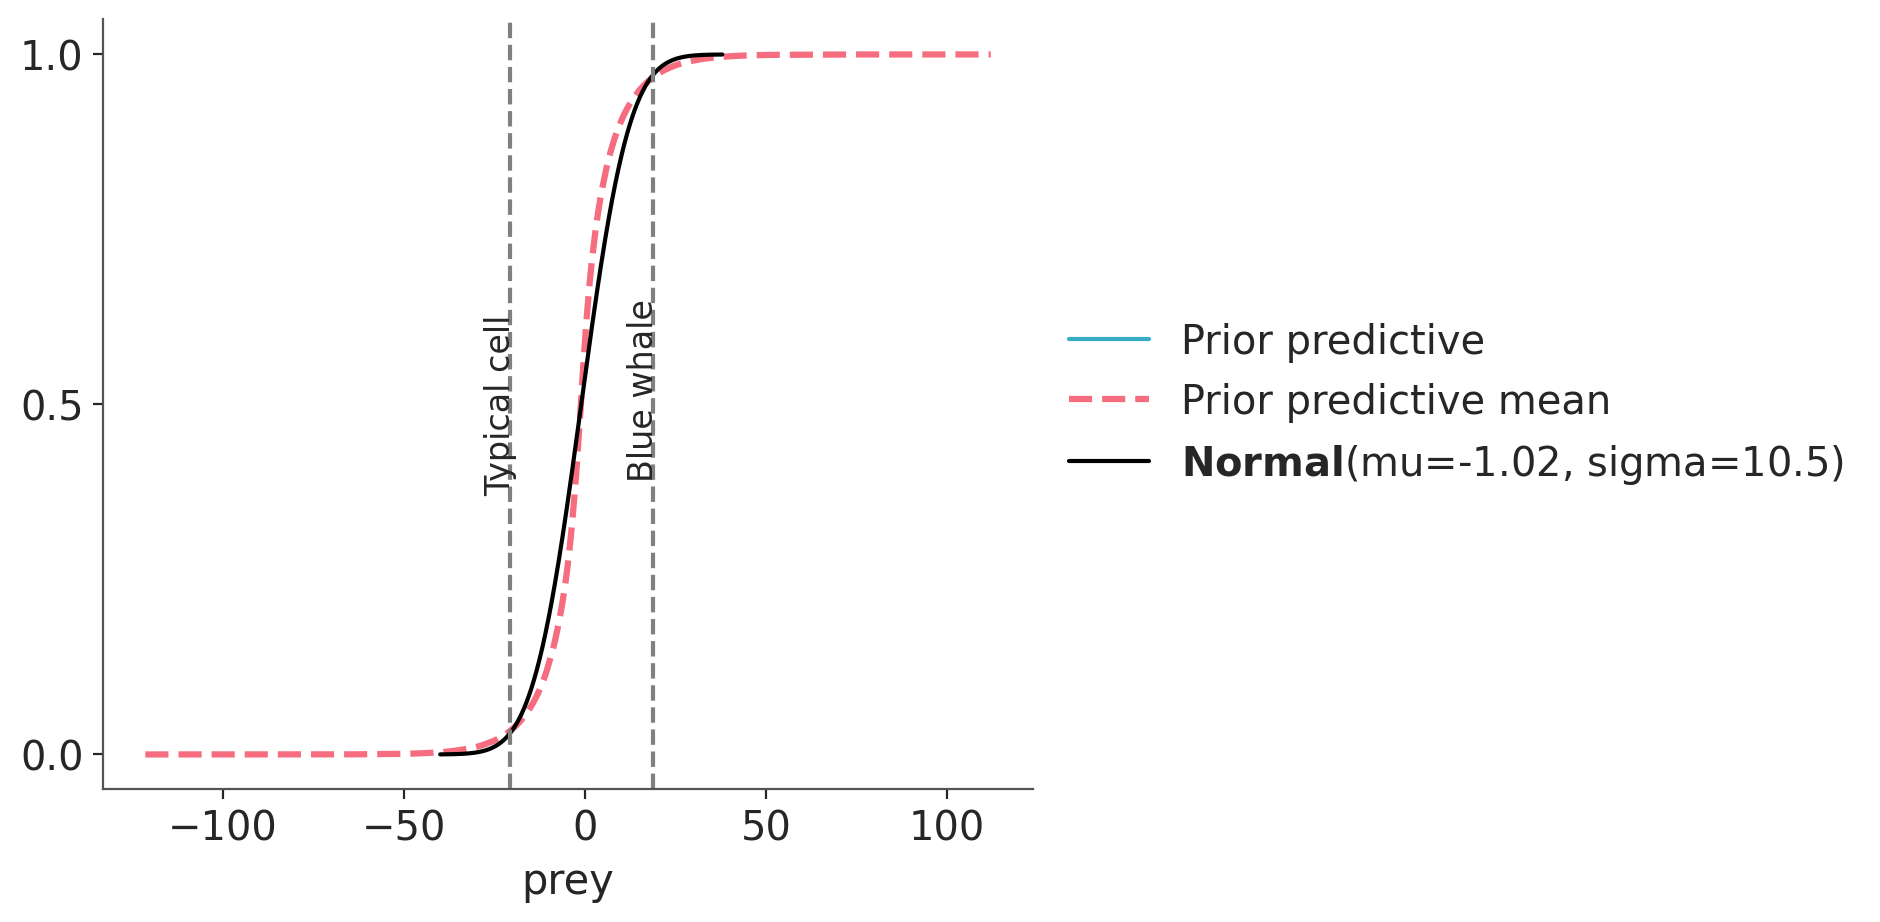 1.0
0.5
0.0
Typical cell
Blue whale
−100
−50
0
50
100
prey
Prior predictive
Prior predictive mean
Normal(mu=-1.02, sigma=10.5)